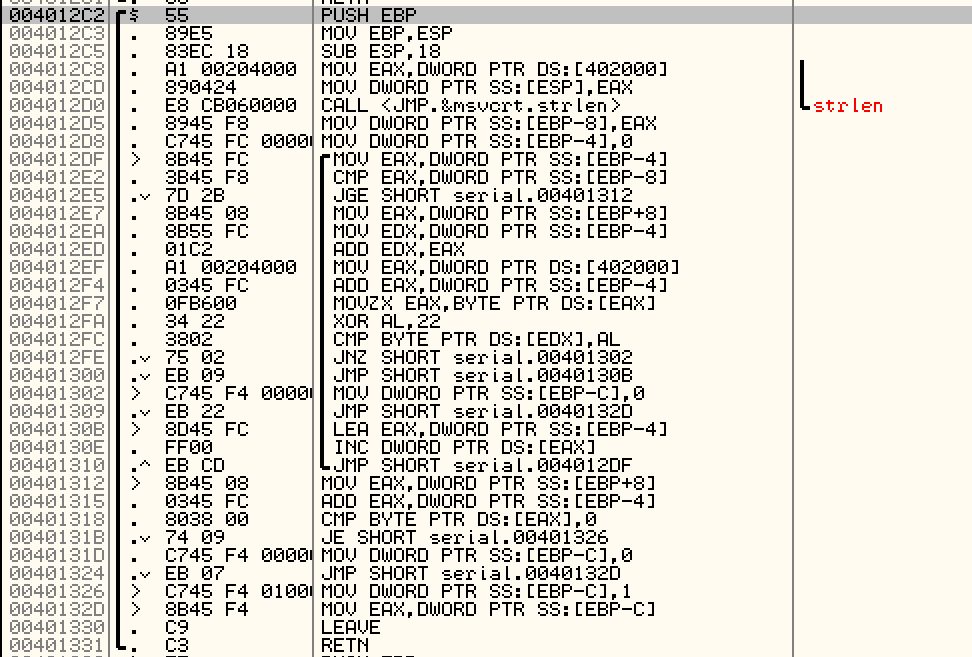 004012C2 $ 55 PUSH EBP
004012C3 . 89E5 MOV EBP,ESP
004012C5 . 83EC 18 SUB ESP,18
004012C8 . A1 00204000 MOV EAX,DWORD PTR DS:[402000]
004012CD . 890424 MOV DWORD PTR SS:[ESP],EAX
004012D0 . E8 CB060000 CALL <JMP.&msvcrt.strlen> strlen
004012D5 . 8945 F8 MOV DWORD PTR SS:[EBP-8],EAX
004012D8 . C745 FC 0000 MOV DWORD PTR SS:[EBP-4],0
004012DF > 8B45 FC MOV EAX,DWORD PTR SS:[EBP-4]
004012E2 . 3B45 F8 CMP EAX,DWORD PTR SS:[EBP-8]
004012E5 .v 7D 2B JGE SHORT serial.00401312
004012E7 . 8B45 08 MOV EAX,DWORD PTR SS:[EBP+8]
004012EA . 8B55 FC MOV EDX,DWORD PTR SS:[EBP-4]
004012ED . 01C2 ADD EDX,EAX
004012EF . A1 00204000 MOV EAX,DWORD PTR DS:[402000]
004012F4 . 0345 FC ADD EAX,DWORD PTR SS:[EBP-4]
004012F7 . 0FB600 MOVZX EAX,BYTE PTR DS:[EAX]
004012FA . 34 22 XOR AL,22
004012FC . 3802 CMP BYTE PTR DS:[EDX],AL
004012FE .v 75 02 JNZ SHORT serial.00401302
00401300 .v EB 09 JMP SHORT serial.0040130B
00401302 > C745 F4 0000 MOV DWORD PTR SS:[EBP-C],0
00401309 .v EB 22 JMP SHORT serial.0040132D
0040130B > 8D45 FC LEA EAX,DWORD PTR SS:[EBP-4]
0040130E . FF00 INC DWORD PTR DS:[EAX]
00401310 .^ EB CD JMP SHORT serial.004012DF
00401312 > 8B45 08 MOV EAX,DWORD PTR SS:[EBP+8]
00401315 . 0345 FC ADD EAX,DWORD PTR SS:[EBP-4]
00401318 . 8038 00 CMP BYTE PTR DS:[EAX],0
0040131B .v 74 09 JE SHORT serial.00401326
0040131D . C745 F4 0000 MOV DWORD PTR SS:[EBP-C],0
00401324 .v EB 07 JMP SHORT serial.0040132D
00401326 > C745 F4 0100 MOV DWORD PTR SS:[EBP-C],1
0040132D > 8B45 F4 MOV EAX,DWORD PTR SS:[EBP-C]
00401330 . C9 LEAVE
00401331 . C3 RETN